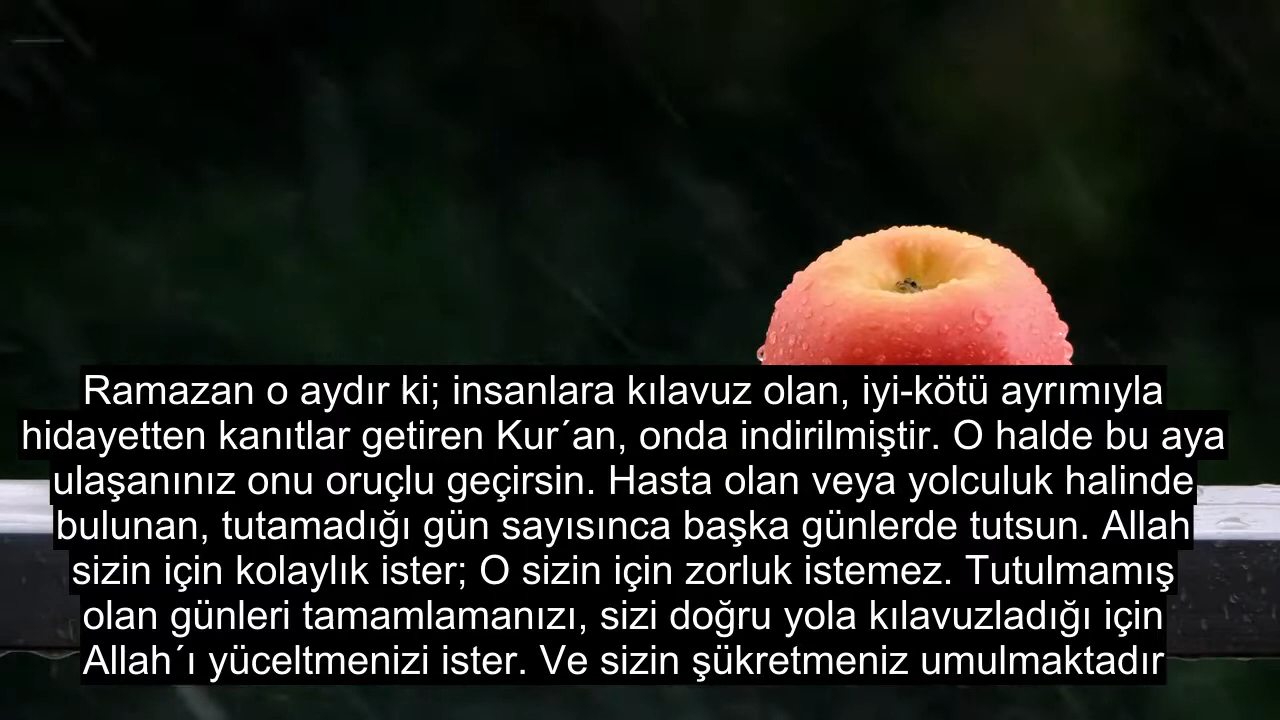 Ramazan o aydır ki; insanlara kılavuz olan, iyi-kötü ayrımıyla
hidayetten kanıtlar getiren Kur´an, onda indirilmiştir. O halde bu aya
ulaşanınız onu oruçlu geçirsin. Hasta olan veya yolculuk halinde
bulunan, tutamadığı gün sayısınca başka günlerde tutsun. Allah
sizin için kolaylık ister; O sizin için zorluk istemez. Tutulmamış
olan günleri tamamlamanızı, sizi doğru yola kılavuzladığı için
Allah´ı yüceltmenizi ister. Ve sizin şükretmeniz umulmaktadır